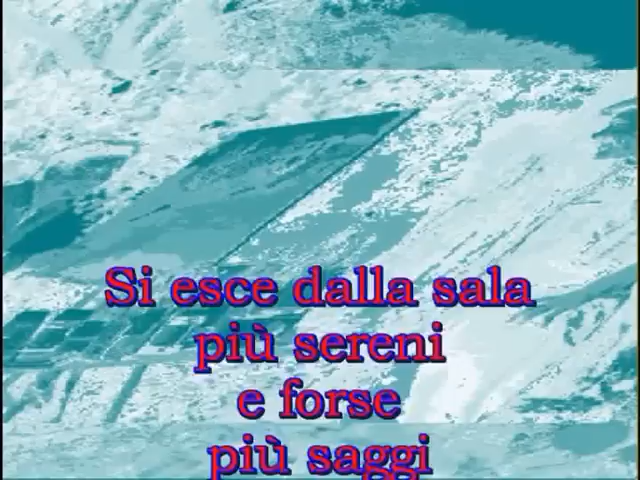 Si esce dalla sala
più sereni
e forse
più saggi